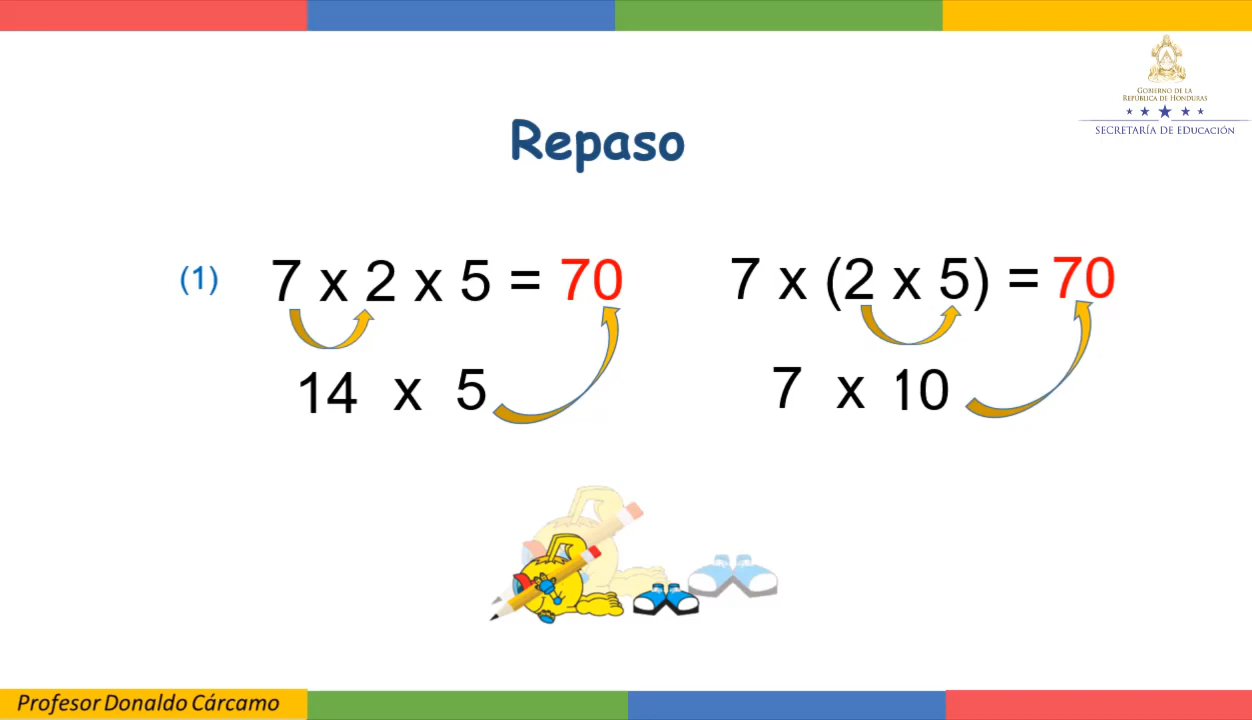 GOBIERNO DE LA
REPÚBLICA DE HONDURAS
SECRETARÍA DE EDUCACIÓN
Repaso
(1) 7 x 2 x 5 = 70
14 x 5
7 x (2 x 5) = 70
7 x 10
Profesor Donaldo Cárcamo